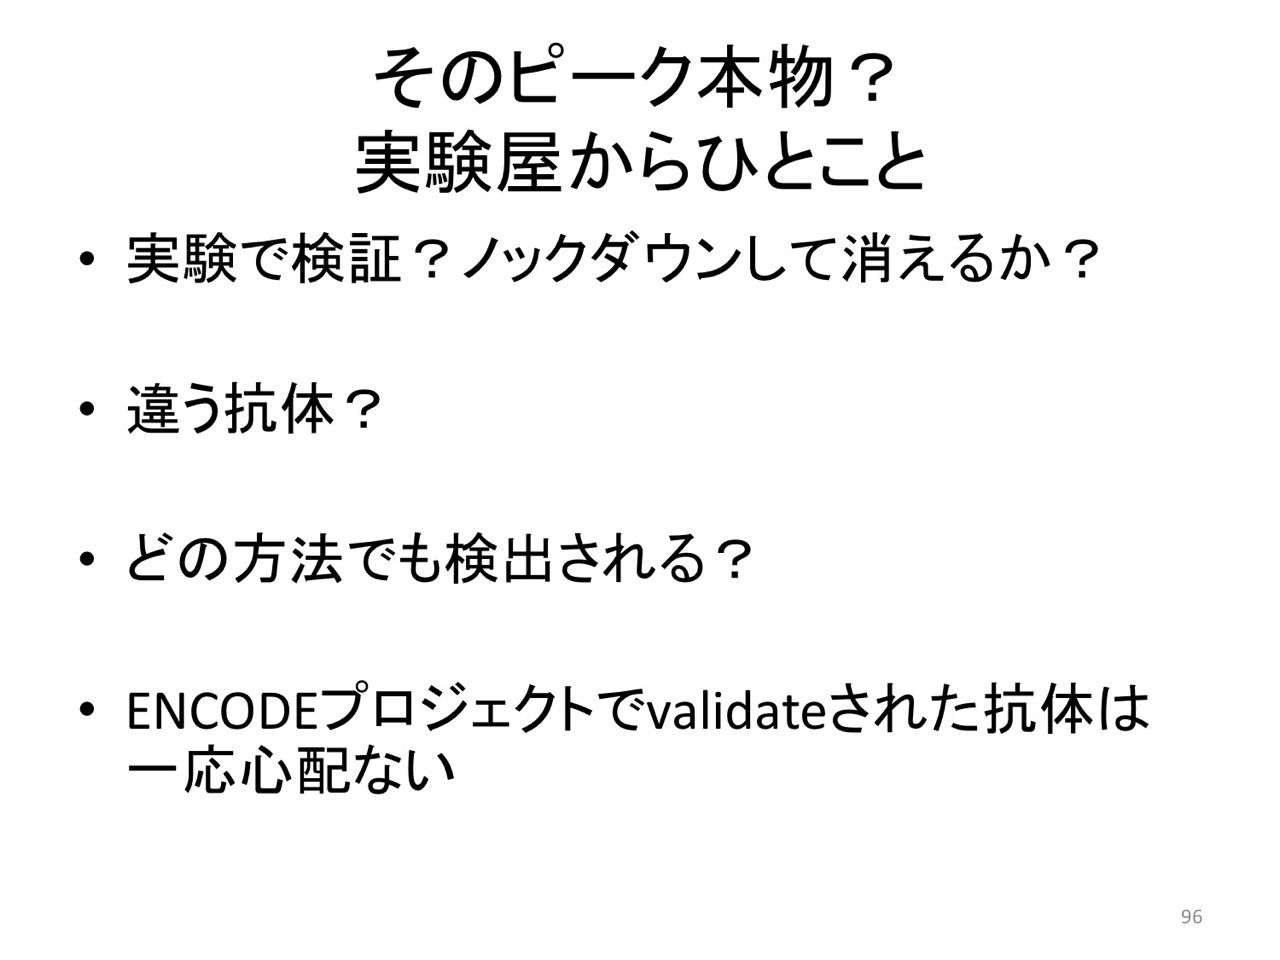 そのピーク本物？
実験屋からひとこと
• 実験で検証？ノックダウンして消えるか？
• 違う抗体？
• どの方法でも検出される？
• ENCODEプロジェクトでvalidateされた抗体は
一応心配ない
96